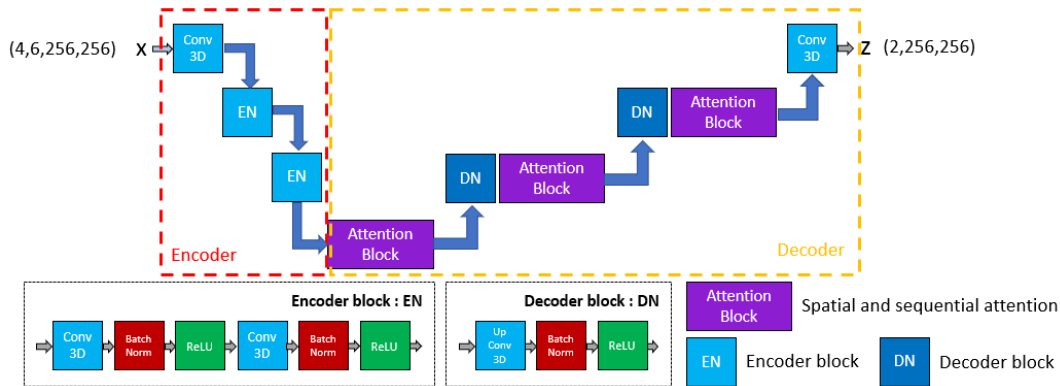 (4,6,256,256)
X
Conv
3D
EN
EN
Encoder
Attention
Block
DN
Attention
Block
DN
Attention
Block
Conv
3D
Z
(2,256,256)
Decoder
Encoder block : EN
Conv
3D
Batch
Norm
ReLU
Conv
3D
Batch
Norm
ReLU
Decoder block : DN
Up
Conv
3D
Batch
Norm
ReLU
Attention
Block
Spatial and sequential attention
EN
Encoder block
DN
Decoder block